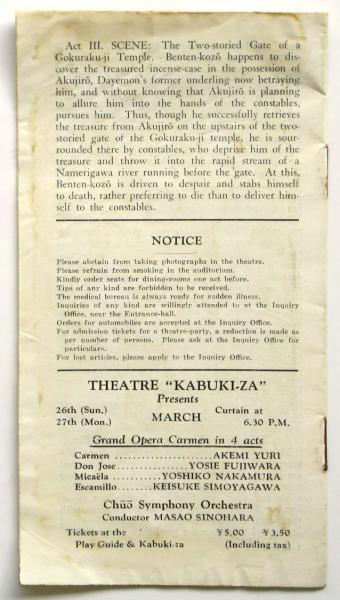 Act III. SCENE: The Two-storied Gate of a
Gokuraku-ji Temple. Benten-kozō happens to dis-
cover the treasured incense-case in the possession of
Akujirō, Dayemon's former underling now betraying
him, and without knowing that Akujirō is planning
to allure him into the hands of the constables,
pursues him. Thus, though he successfully retrieves
the treasure from Akujirō on the upstairs of the two-
storied gate of the Gokuraku-ji temple, he is sour-
rounded there by constables, who deprive him of the
treasure and throw it into the rapid stream of a
Namerigawa river running before the gate. At this,
Benten-kozō is driven to despair and stabs himself
to death, rather preferring to die than to deliver him-
self to the constables.
NOTICE
Please abstain from taking photographs in the theatre.
Please refrain from smoking in the auditorium.
Kindly order seats for dining-rooms one act before.
Tips of any kind are forbidden to be received.
The medical bureau is always ready for sudden illness.
Inquiries of any kind are willingly attended to at the Inquiry
Office, near the Entrance-hall.
Orders for automobiles are accepted at the Inquiry Office.
For admission tickets for a theatre-party, a reduction is made as
per number of persons. Please ask at the Inquiry Office for
particulars.
For lost articles, please apply to the Inquiry Office.
THEATRE "KABUKI-ZA"
Presents
26th (Sun.)
27th (Mon.)
MARCH
Curtain at
6.30 P.M.
Grand Opera Carmen in 4 acts
Carmen ......................AKEMI YURI
Don Jose ................YOSIE FUJIWARA
Micaëla ...........YOSHIKO NAKAMURA
Escamillo........KEISUKE SIMOYAGAWA
Chūō Symphony Orchestra
Conductor MASAO SINOHARA
Tickets at the ¥5.00 ¥3.50
Play Guide & Kabuki-za (Including tax)